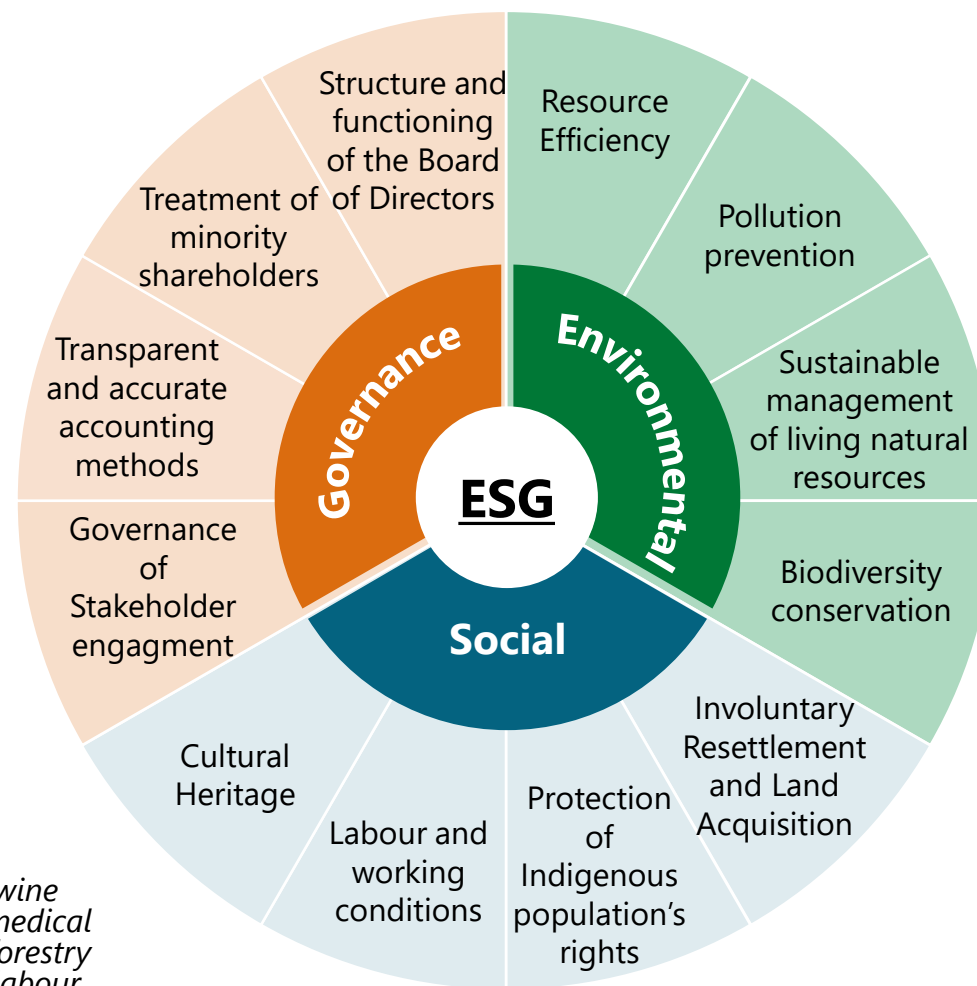 Structure and
functioning
of the Board
of Directors
Resource
Efficiency
Treatment of
minority
shareholders
Pollution
prevention
Transparent
and accurate
accounting
methods
Governance
Environmental
Sustainable
management
of living natural
resources
ESG
Governance
of
Stakeholder
engagment
Biodiversity
conservation
Social
Cultural
Heritage
Labour and
working
conditions
Protection
of
Indigenous
population's
rights
Involuntary
Resettlement
and Land
Acquisition
wine
medical
forestry
labour